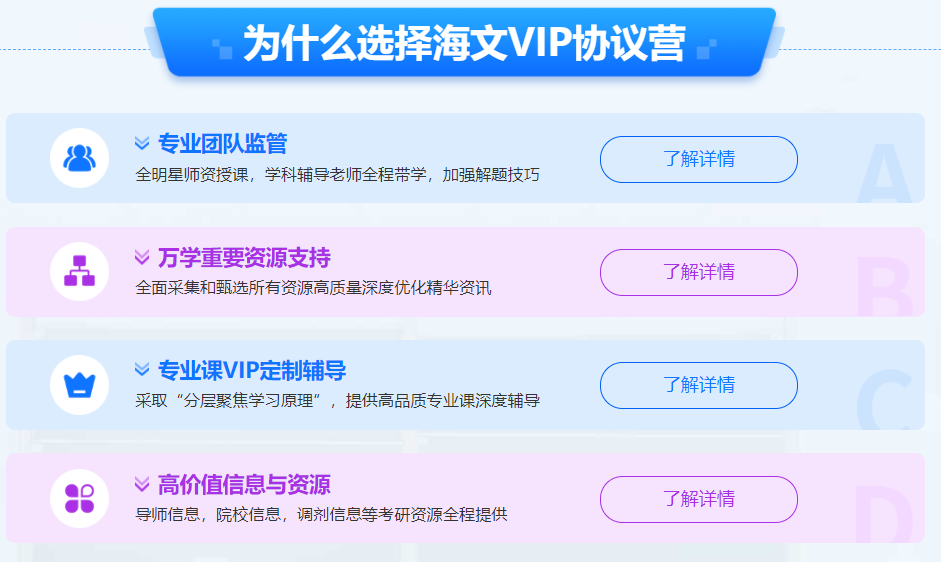 为什么选择海文VIP协议营
专业团队监管
全明星师资授课，学科辅导老师全程带学，加强解题技巧
了解详情
A
万学重要资源支持
全面采集和甄选所有资源高质量深度优化精华资讯
了解详情
B
专业课VIP定制辅导
采取“分层聚焦学习原理”，提供高品质专业课深度辅导
了解详情
C
高价值信息与资源
导师信息，院校信息，调剂信息等考研资源全程提供
了解详情
D